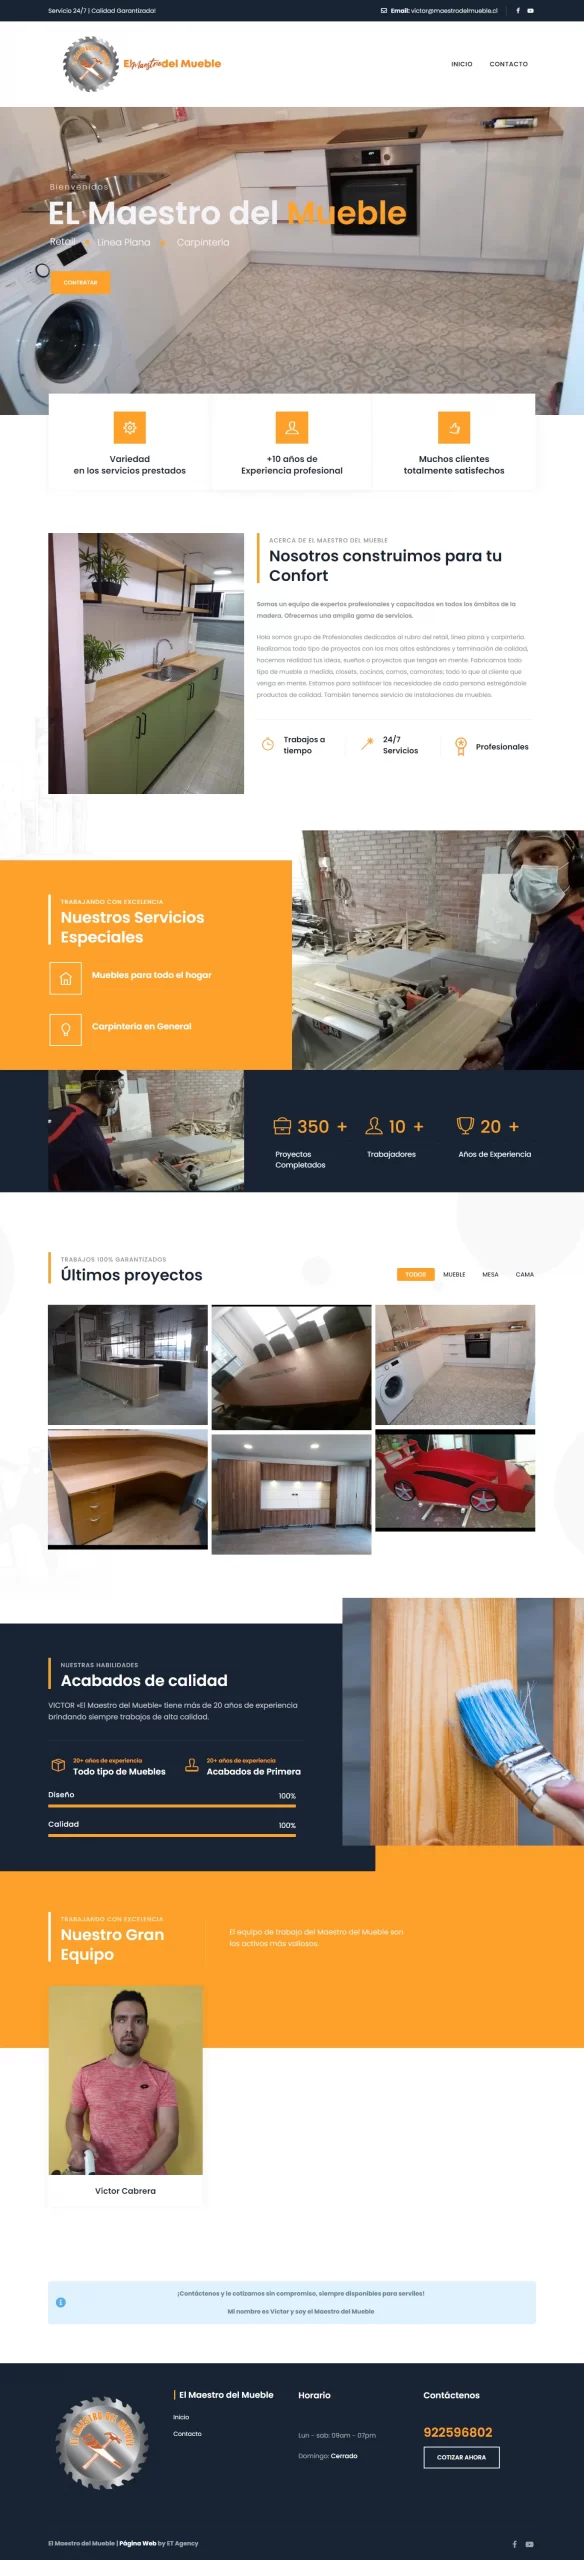 Servicio 24/7 | Calidad Garantizada!
Email: victor@maestrodelmueble.cl
El Maestro del Mueble
INICIO CONTACTO
Bienvenidos
EL Maestro del Mueble
Retail Linea Plana Carpintería
CONTRATAR
Variedad
en los servicios prestados
+10 años de
Experiencia profesional
Muchos clientes
totalmente satisfechos
ACERCA DE EL MAESTRO DEL MUEBLE
Nosotros construimos para tu
Confort
Somos un equipo de expertos profesionales y capacitados en todos los ámbitos de la
madera. Ofrecemos una amplia gama de servicios.
Hola somos grupo de Profesionales dedicados al rubro del retail, linea plana y carpintería.
Realizamos todo tipo de proyectos con los mas altos estándares y terminación de calidad,
hacemos realidad tus ideas, sueños o proyectos que tengas en mente. Fabricamos todo
tipo de mueble a medida, closets, cocinas, camas, camarotes; todo lo que al cliente que
venga en mente. Estamos para satisfacer las necesidades de cada persona entregándole
productos de calidad. También tenemos servicio de instalaciones de muebles.
Trabajos a
tiempo
24/7
Servicios
Profesionales
TRABAJANDO CON EXCELENCIA
Nuestros Servicios
Especiales
Muebles para todo el hogar
Carpintería en General
350 +
Proyectos
Completados
10 +
Trabajadores
20 +
Años de Experiencia
TRABAJOS 100% GARANTIZADOS
Últimos proyectos
TODOS MUEBLE MESA CAMA
NUESTRAS HABILIDADES
Acabados de calidad
VICTOR «El Maestro del Mueble» tiene más de 20 años de experiencia
brindando siempre trabajos de alta calidad.
20+ años de experiencia
Todo tipo de Muebles
20+ años de experiencia
Acabados de Primera
Diseño 100%
Calidad 100%
TRABAJANDO CON EXCELENCIA
Nuestro Gran
Equipo
El equipo de trabajo del Maestro del Mueble son
los activos más valiosos.
Víctor Cabrera
¡Contáctenos y le cotizamos sin compromiso, siempre disponibles para serviles!
Mi nombre es Victor y soy el Maestro del Mueble
EL MAESTRO DEL MUEBLE
El Maestro del Mueble
Inicio
Contacto
Horario
Lun - sab: 09am - 07pm
Domingo: Cerrado
Contáctenos
922596802
COTIZAR AHORA
El Maestro del Mueble | Página Web by ET Agency